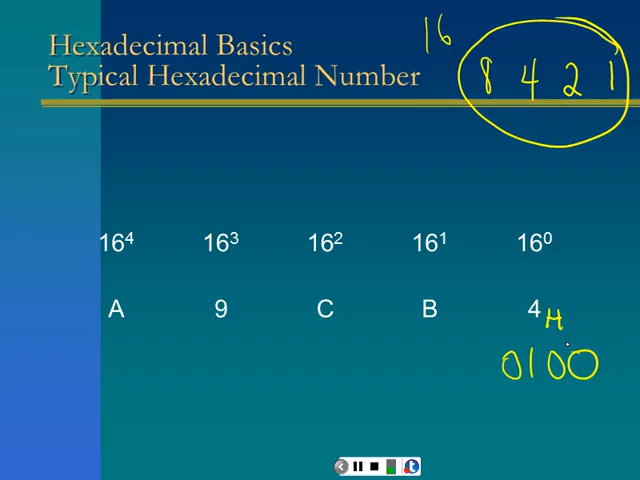 Hexadecimal Basics
Typical Hexadecimal Number
16 8 4 2 1
16⁴ 16³ 16² 16¹ 16⁰
A 9 C B 4 H
0100